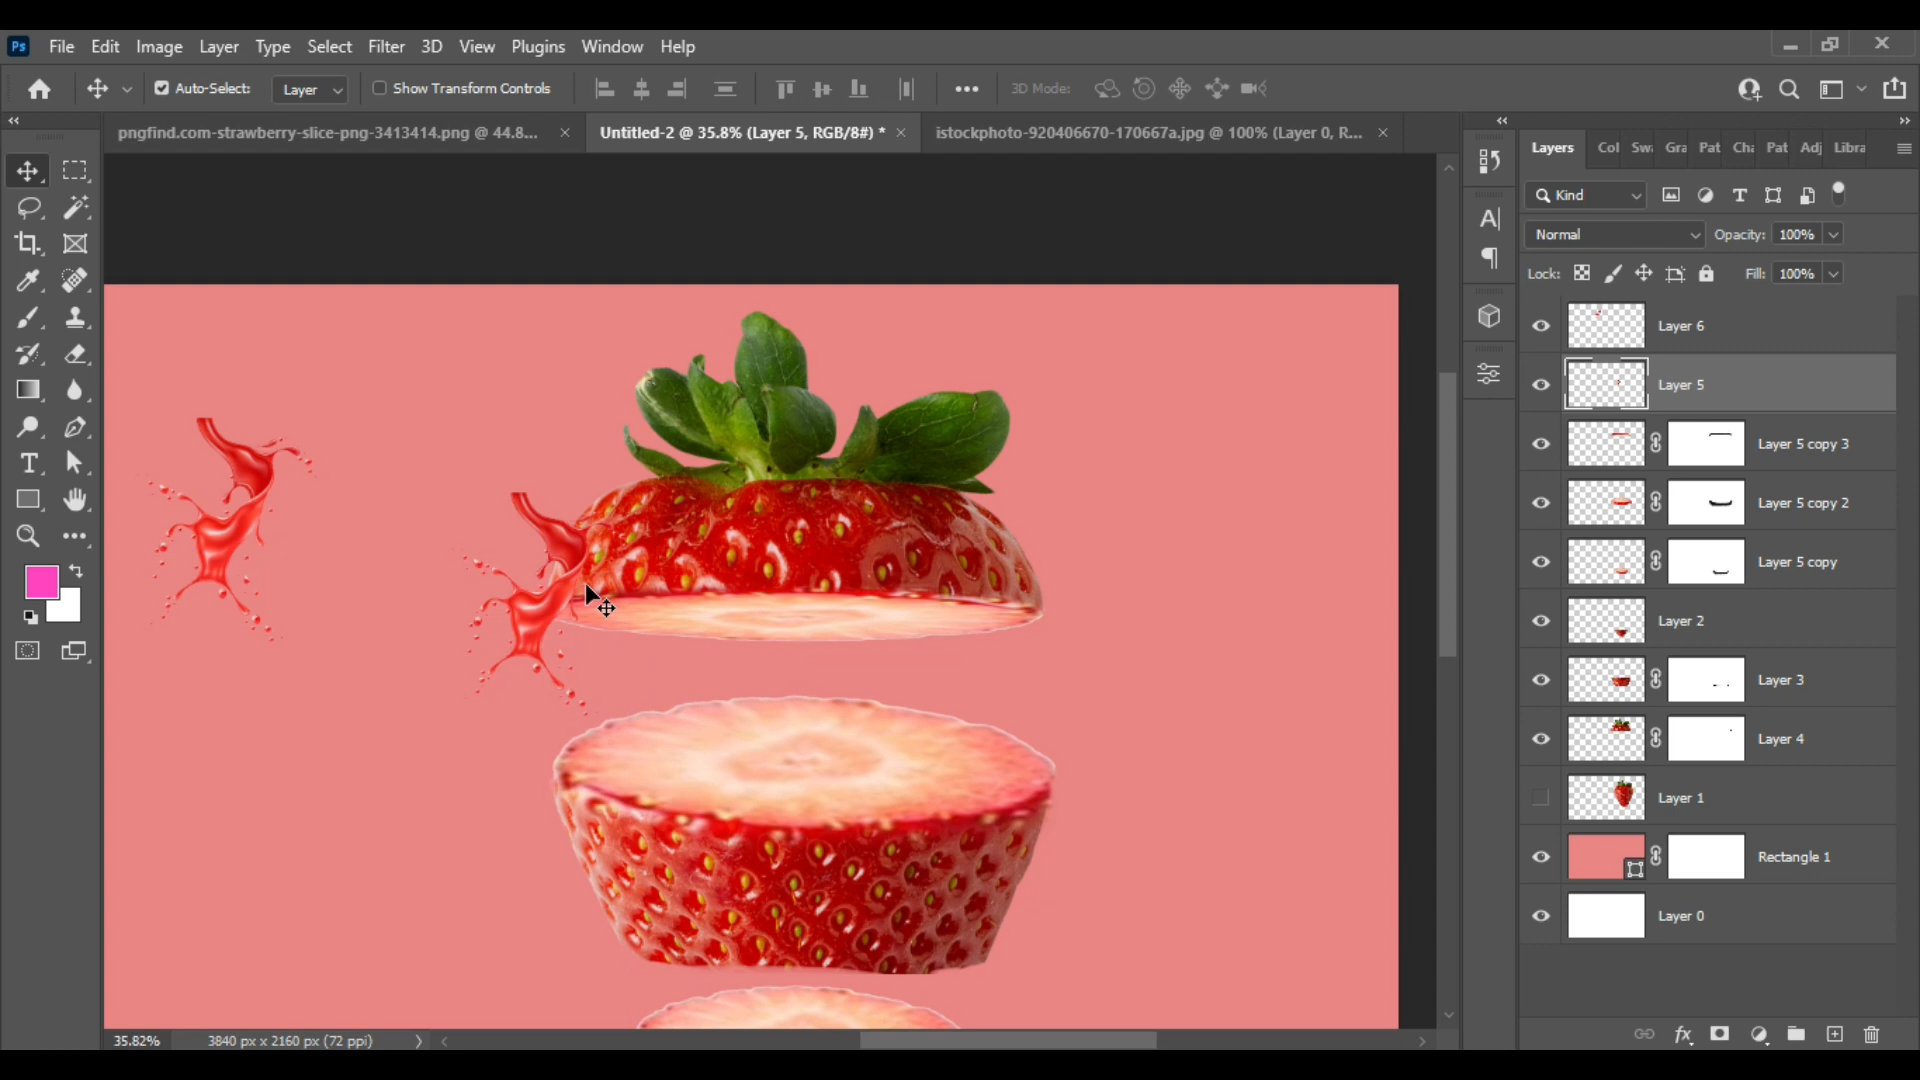 Ps File Edit Image Layer Type Select Filter 3D View Plugins Window Help
Auto-Select: Layer Show Transform Controls 3D Mode:
pngfind.com-strawberry-slice-png-3413414.png @ 44.8... Untitled-2 @ 35.8% (Layer 5, RGB/8#) * istockphoto-920406670-170667a.jpg @ 100% (Layer 0, R...
Layers Col Swa Gra Pat Cha Pat Adj Libra
Kind
Normal Opacity: 100%
Lock: Fill: 100%
Layer 6
Layer 5
Layer 5 copy 3
Layer 5 copy 2
Layer 5 copy
Layer 2
Layer 3
Layer 4
Layer 1
Rectangle 1
Layer 0
35.82% 3840 px x 2160 px (72 ppi)